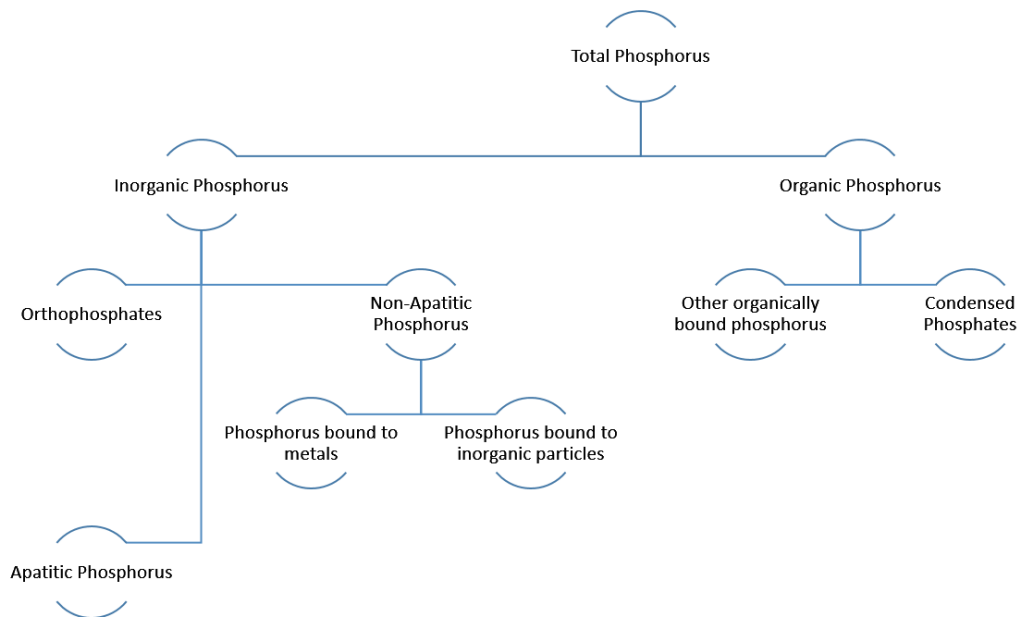 Total Phosphorus
Inorganic Phosphorus
Organic Phosphorus
Orthophosphates
Non-Apatitic
Phosphorus
Other organically
bound phosphorus
Condensed
Phosphates
Phosphorus bound to
metals
Phosphorus bound to
inorganic particles
Apatitic Phosphorus